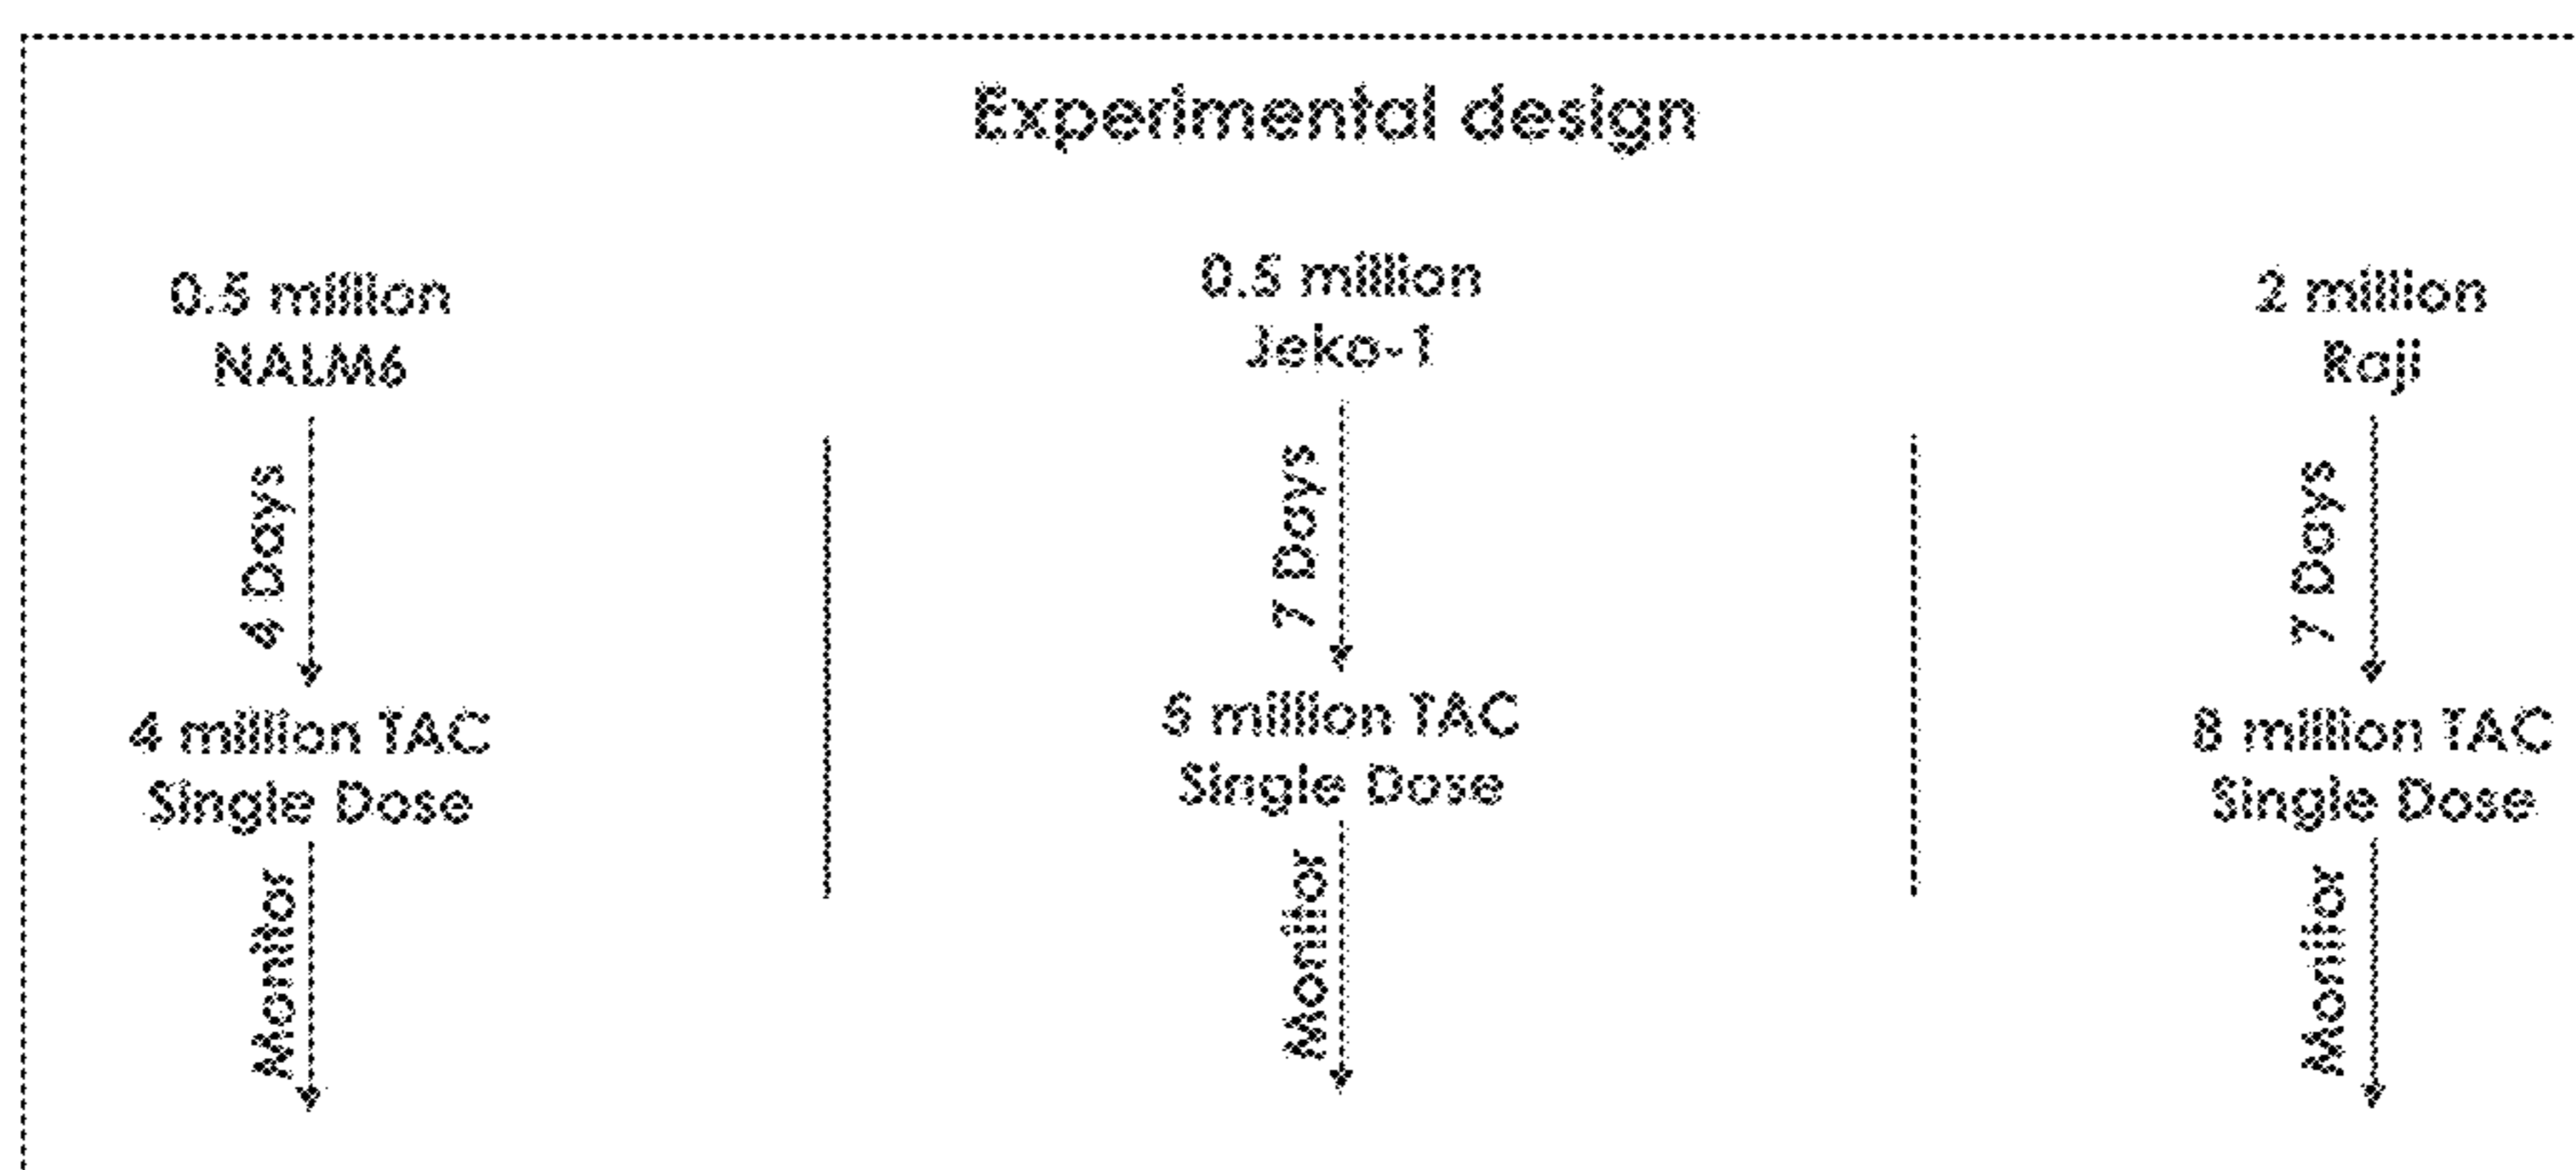 Experimental design
0.5 million
NALM6
4 Days
4 million TAC
Single Dose
Monitor
0.5 million
Jeko-1
7 Days
5 million TAC
Single Dose
Monitor
2 million
Raji
7 Days
8 million TAC
Single Dose
Monitor